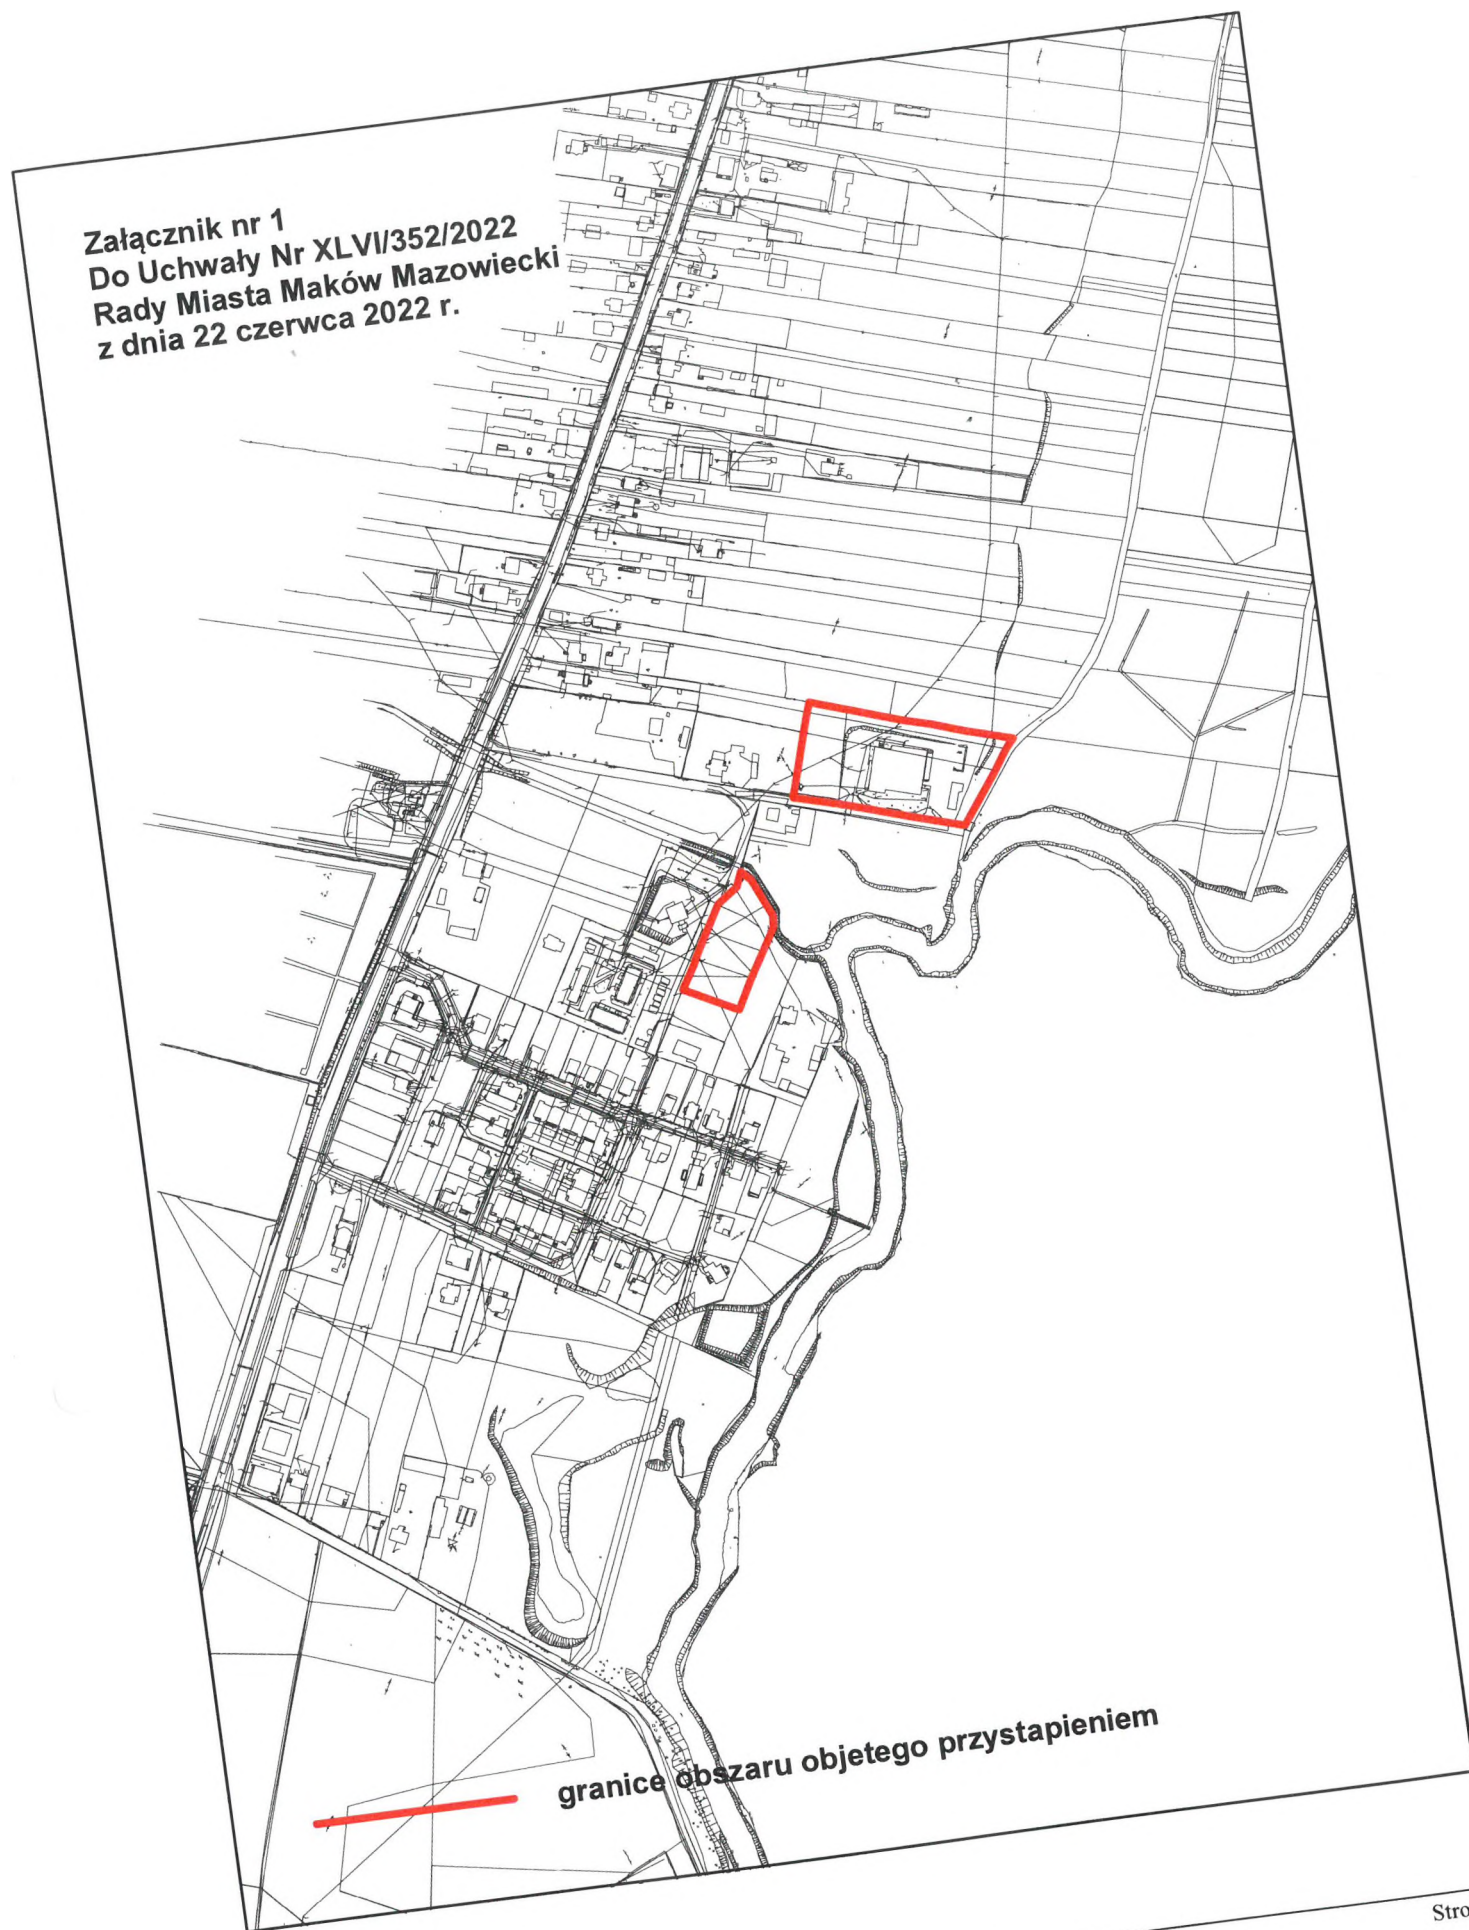 Załącznik nr 1
Do Uchwały Nr XLVI/352/2022
Rady Miasta Maków Mazowiecki
z dnia 22 czerwca 2022 r.
granice obszaru objetego przystapieniem